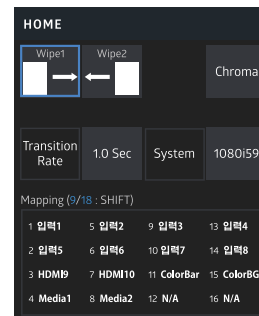 HOME
Wipe1 Wipe2
Chroma
Transition Rate 1.0 Sec System 1080i59
Mapping (9/18 : SHIFT)
1 입력1 5 입력2 9 입력3 13 입력4
2 입력5 6 입력6 10 입력7 14 입력8
3 HDMI9 7 HDMI10 11 ColorBar 15 ColorBG
4 Media1 8 Media2 12 N/A 16 N/A